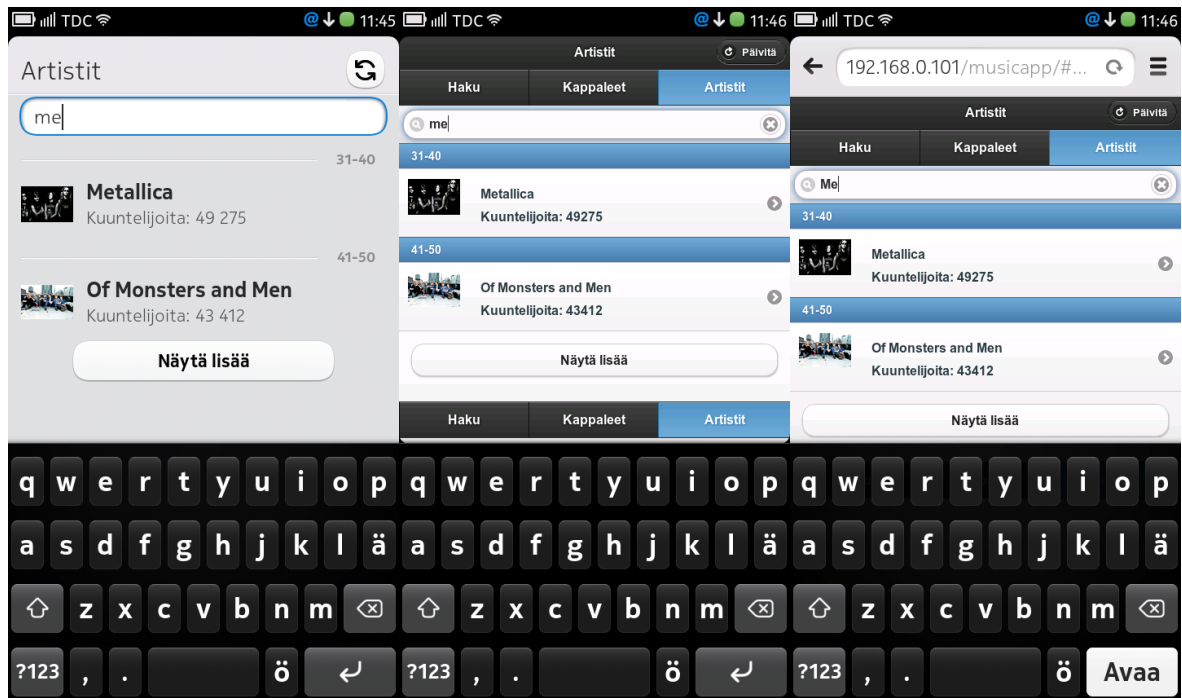 TDC @ 11:45
Artistit
me
31-40
Metallica
Kuuntelijoita: 49 275
41-50
Of Monsters and Men
Kuuntelijoita: 43 412
Näytä lisää
q w e r t y u i o p
a s d f g h j k l ä
z x c v b n m
?123 , . ö
TDC @ 11:46
Artistit Päivitä
Haku Kappaleet Artistit
me
31-40
Metallica
Kuuntelijoita: 49275
41-50
Of Monsters and Men
Kuuntelijoita: 43412
Näytä lisää
Haku Kappaleet Artistit
q w e r t y u i o p
a s d f g h j k l ä
z x c v b n m
?123 , . ö
TDC @ 11:46
192.168.0.101/musicapp/#...
Artistit Päivitä
Haku Kappaleet Artistit
Me
31-40
Metallica
Kuuntelijoita: 49275
41-50
Of Monsters and Men
Kuuntelijoita: 43412
Näytä lisää
q w e r t y u i o p
a s d f g h j k l ä
z x c v b n m
?123 , . ö Avaa